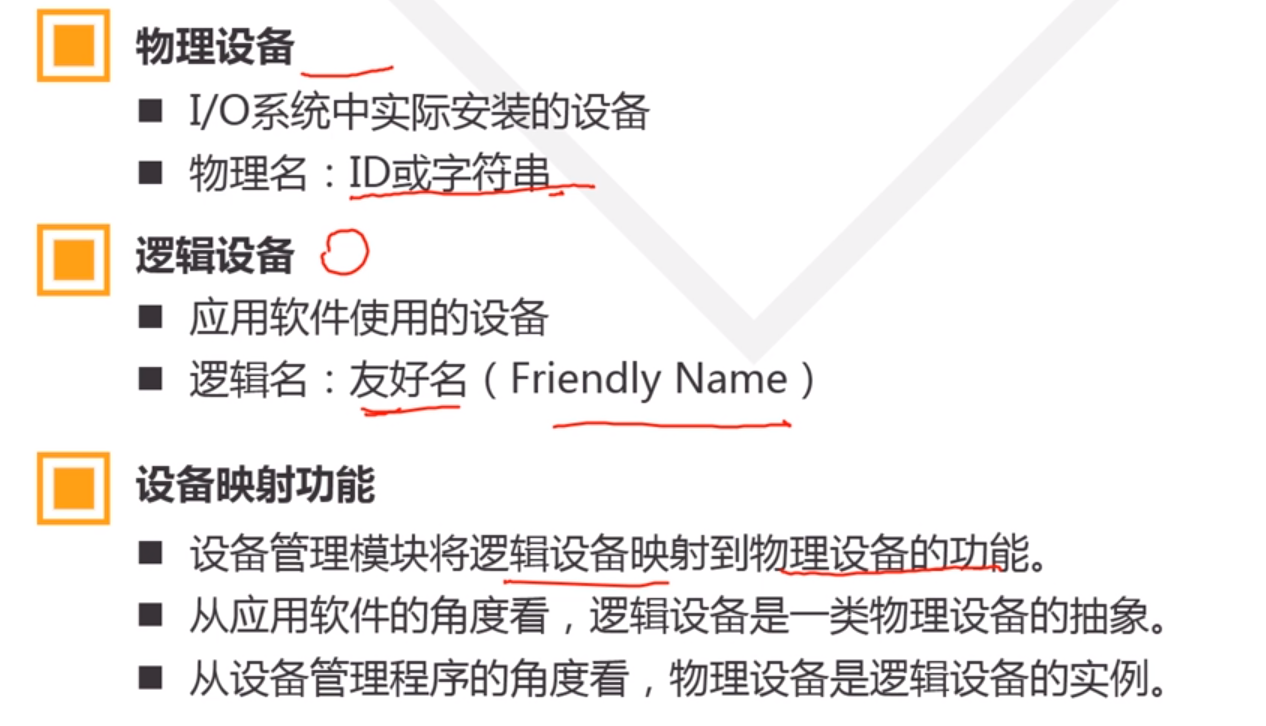 物理设备
I/O系统中实际安装的设备
物理名：ID或字符串
逻辑设备
应用软件使用的设备
逻辑名：友好名（Friendly Name）
设备映射功能
设备管理模块将逻辑设备映射到物理设备的功能。
从应用软件的角度看，逻辑设备是一类物理设备的抽象。
从设备管理程序的角度看，物理设备是逻辑设备的实例。